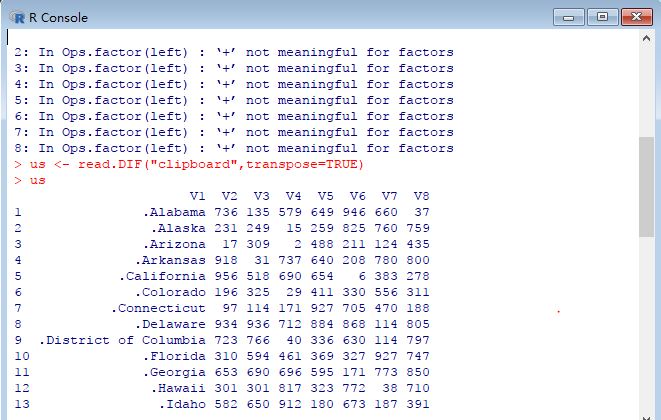 R Console
2: In Ops.factor(left) : ‘+’ not meaningful for factors
3: In Ops.factor(left) : ‘+’ not meaningful for factors
4: In Ops.factor(left) : ‘+’ not meaningful for factors
5: In Ops.factor(left) : ‘+’ not meaningful for factors
6: In Ops.factor(left) : ‘+’ not meaningful for factors
7: In Ops.factor(left) : ‘+’ not meaningful for factors
8: In Ops.factor(left) : ‘+’ not meaningful for factors
> us <- read.DIF("clipboard",transpose=TRUE)
> us
V1 V2 V3 V4 V5 V6 V7 V8
1 .Alabama 736 135 579 649 946 660 37
2 .Alaska 231 249 15 259 825 760 759
3 .Arizona 17 309 2 488 211 124 435
4 .Arkansas 918 31 737 640 208 780 800
5 .California 956 518 690 654 6 383 278
6 .Colorado 196 325 29 411 330 556 311
7 .Connecticut 97 114 171 927 705 470 188
8 .Delaware 934 936 712 884 868 114 805
9 .District of Columbia 723 766 40 336 630 114 797
10 .Florida 310 594 461 369 327 927 747
11 .Georgia 653 690 696 595 171 773 850
12 .Hawaii 301 301 817 323 772 38 710
13 .Idaho 582 650 912 180 673 187 391